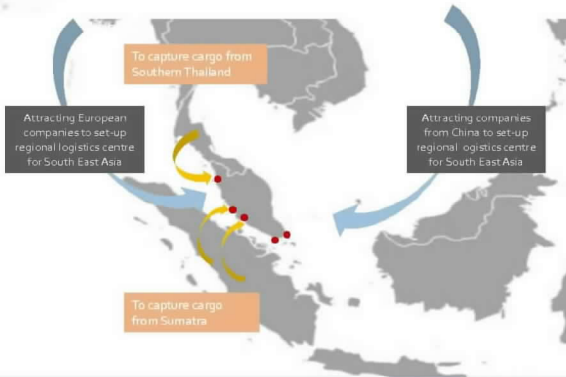 To capture cargo from
Southern Thailand
Attracting European
companies to set-up
regional logistics centre
for South East Asia
Attracting companies
from China to set-up
regional ogistics centre
for South East Asia
To capture cargo
from Sumatra